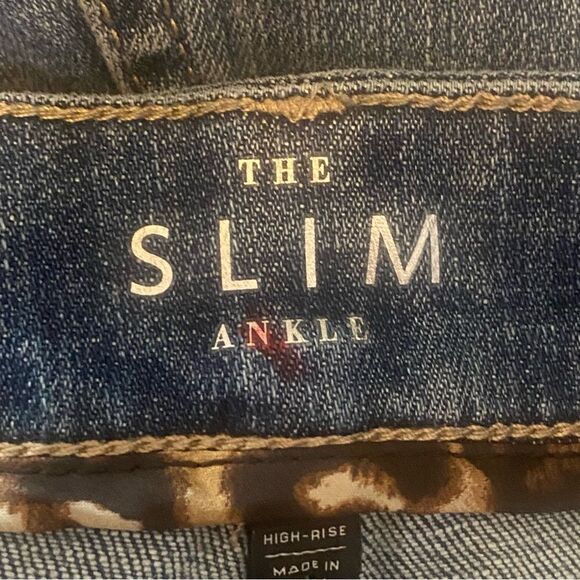 THE
SLIM
ANKLE
HIGH-RISE
MADE IN